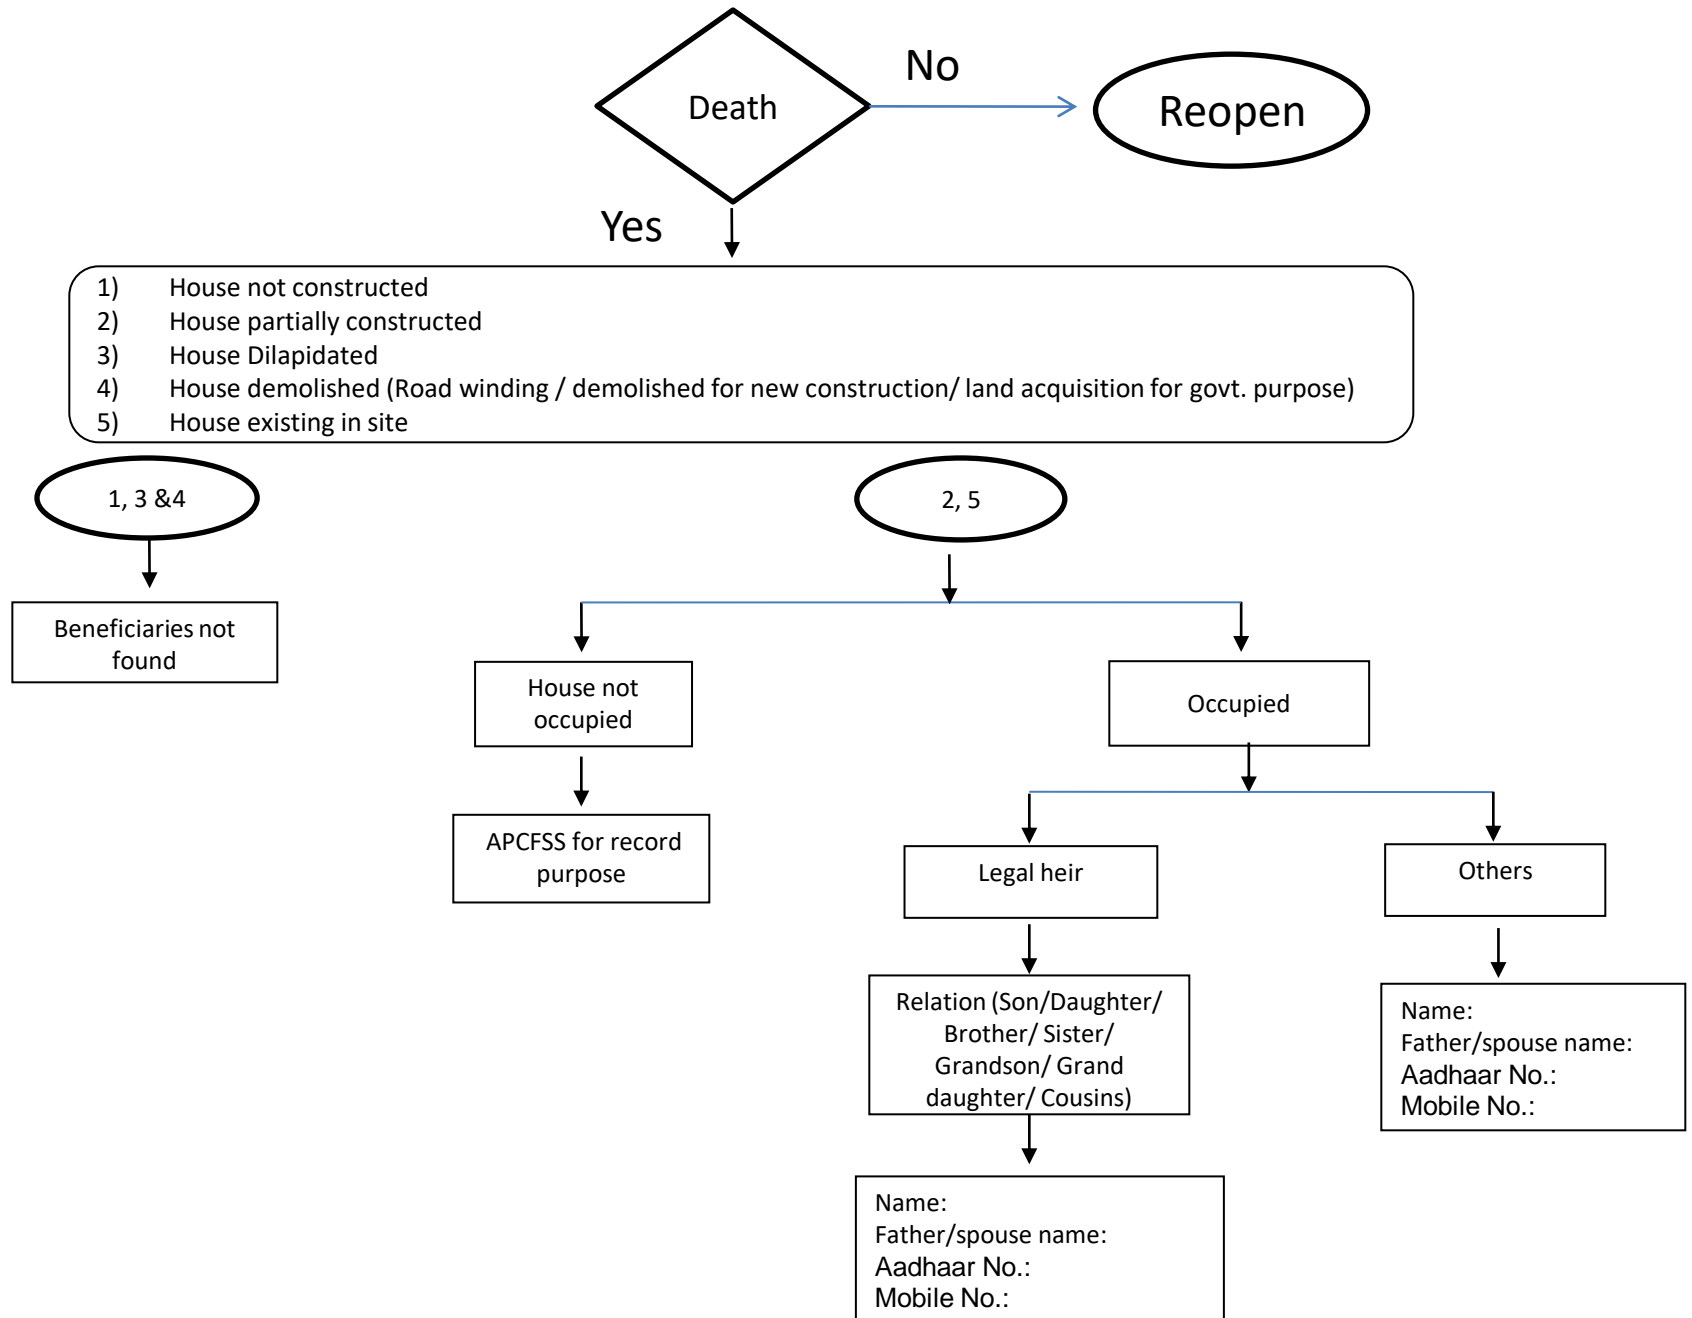 Death
No
Reopen
Yes
1) House not constructed
2) House partially constructed
3) House Dilapidated
4) House demolished (Road winding / demolished for new construction/ land acquisition for govt. purpose)
5) House existing in site
1, 3 &4
2, 5
Beneficiaries not
found
House not
occupied
Occupied
APCFSS for record
purpose
Legal heir
Others
Relation (Son/Daughter/
Brother/ Sister/
Grandson/ Grand
daughter/ Cousins)
Name:
Father/spouse name:
Aadhaar No.:
Mobile No.:
Name:
Father/spouse name:
Aadhaar No.:
Mobile No.: